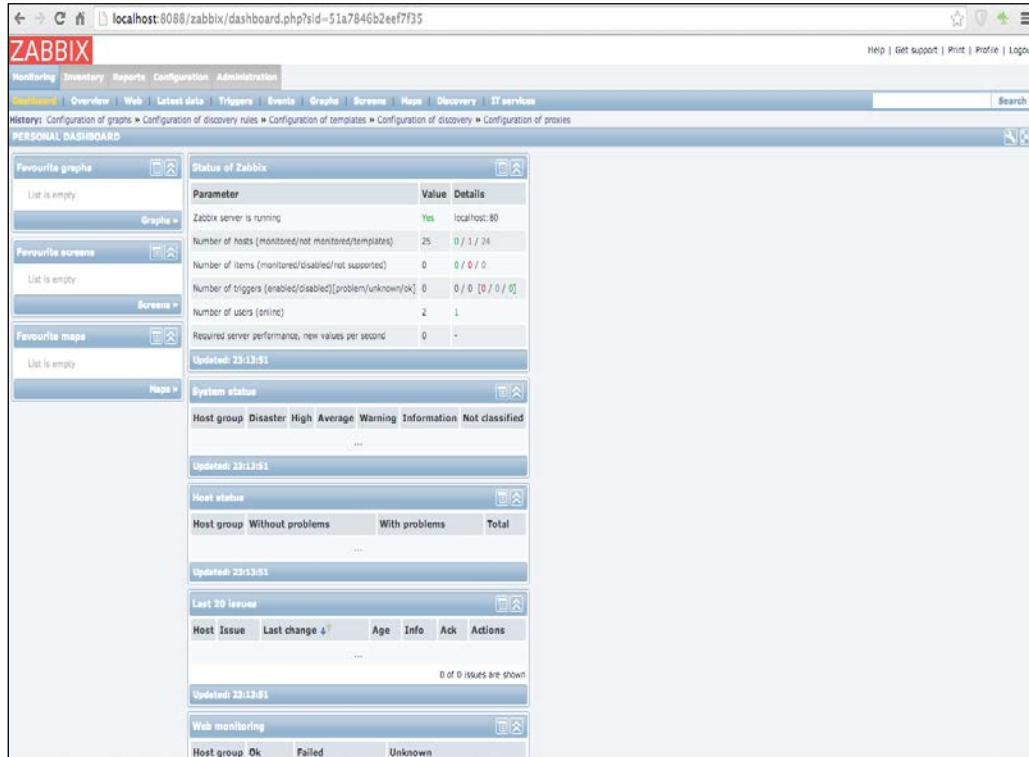 localhost:8088/zabbix/dashboard.php?sid=51a7846b2eef7f35
ZABBIX
Help | Get support | Print | Profile | Logout
Monitoring Inventory Reports Configuration Administration
Dashboard | Overview | Web | Latest data | Triggers | Events | Graphs | Screens | Maps | Discovery | IT services
Search
History: Configuration of graphs » Configuration of discovery rules » Configuration of templates » Configuration of discovery » Configuration of proxies
PERSONAL DASHBOARD
Favourite graphs
List is empty
Graphs »
Favourite screens
List is empty
Screens »
Favourite maps
List is empty
Maps »
Status of Zabbix
Parameter Value Details
Zabbix server is running Yes localhost:80
Number of hosts (monitored/not monitored/templates) 25 0 / 1 / 24
Number of items (monitored/disabled/not supported) 0 0 / 0 / 0
Number of triggers (enabled/disabled)[problem/unknown/ok] 0 0 / 0 [0 / 0 / 0]
Number of users (online) 2 1
Required server performance, new values per second 0 -
Updated: 23:13:51
System status
Host group Disaster High Average Warning Information Not classified
...
Updated: 23:13:51
Host status
Host group Without problems With problems Total
...
Updated: 23:13:51
Last 20 issues
Host Issue Last change Age Info Ack Actions
...
0 of 0 issues are shown
Updated: 23:13:51
Web monitoring
Host group Ok Failed Unknown